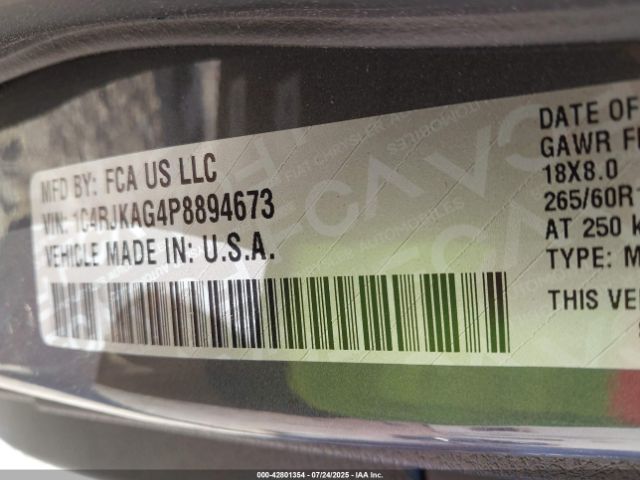 MFD BY: FCA US LLC
VIN: 1C4RJKAG4P8894673
VEHICLE MADE IN: U.S.A.
DATE OF
GAWR F
18X8.0
265/60R
AT 250 k
TYPE: M
THIS VE
000-42801354 | 07/24/2025 - IAA Inc.